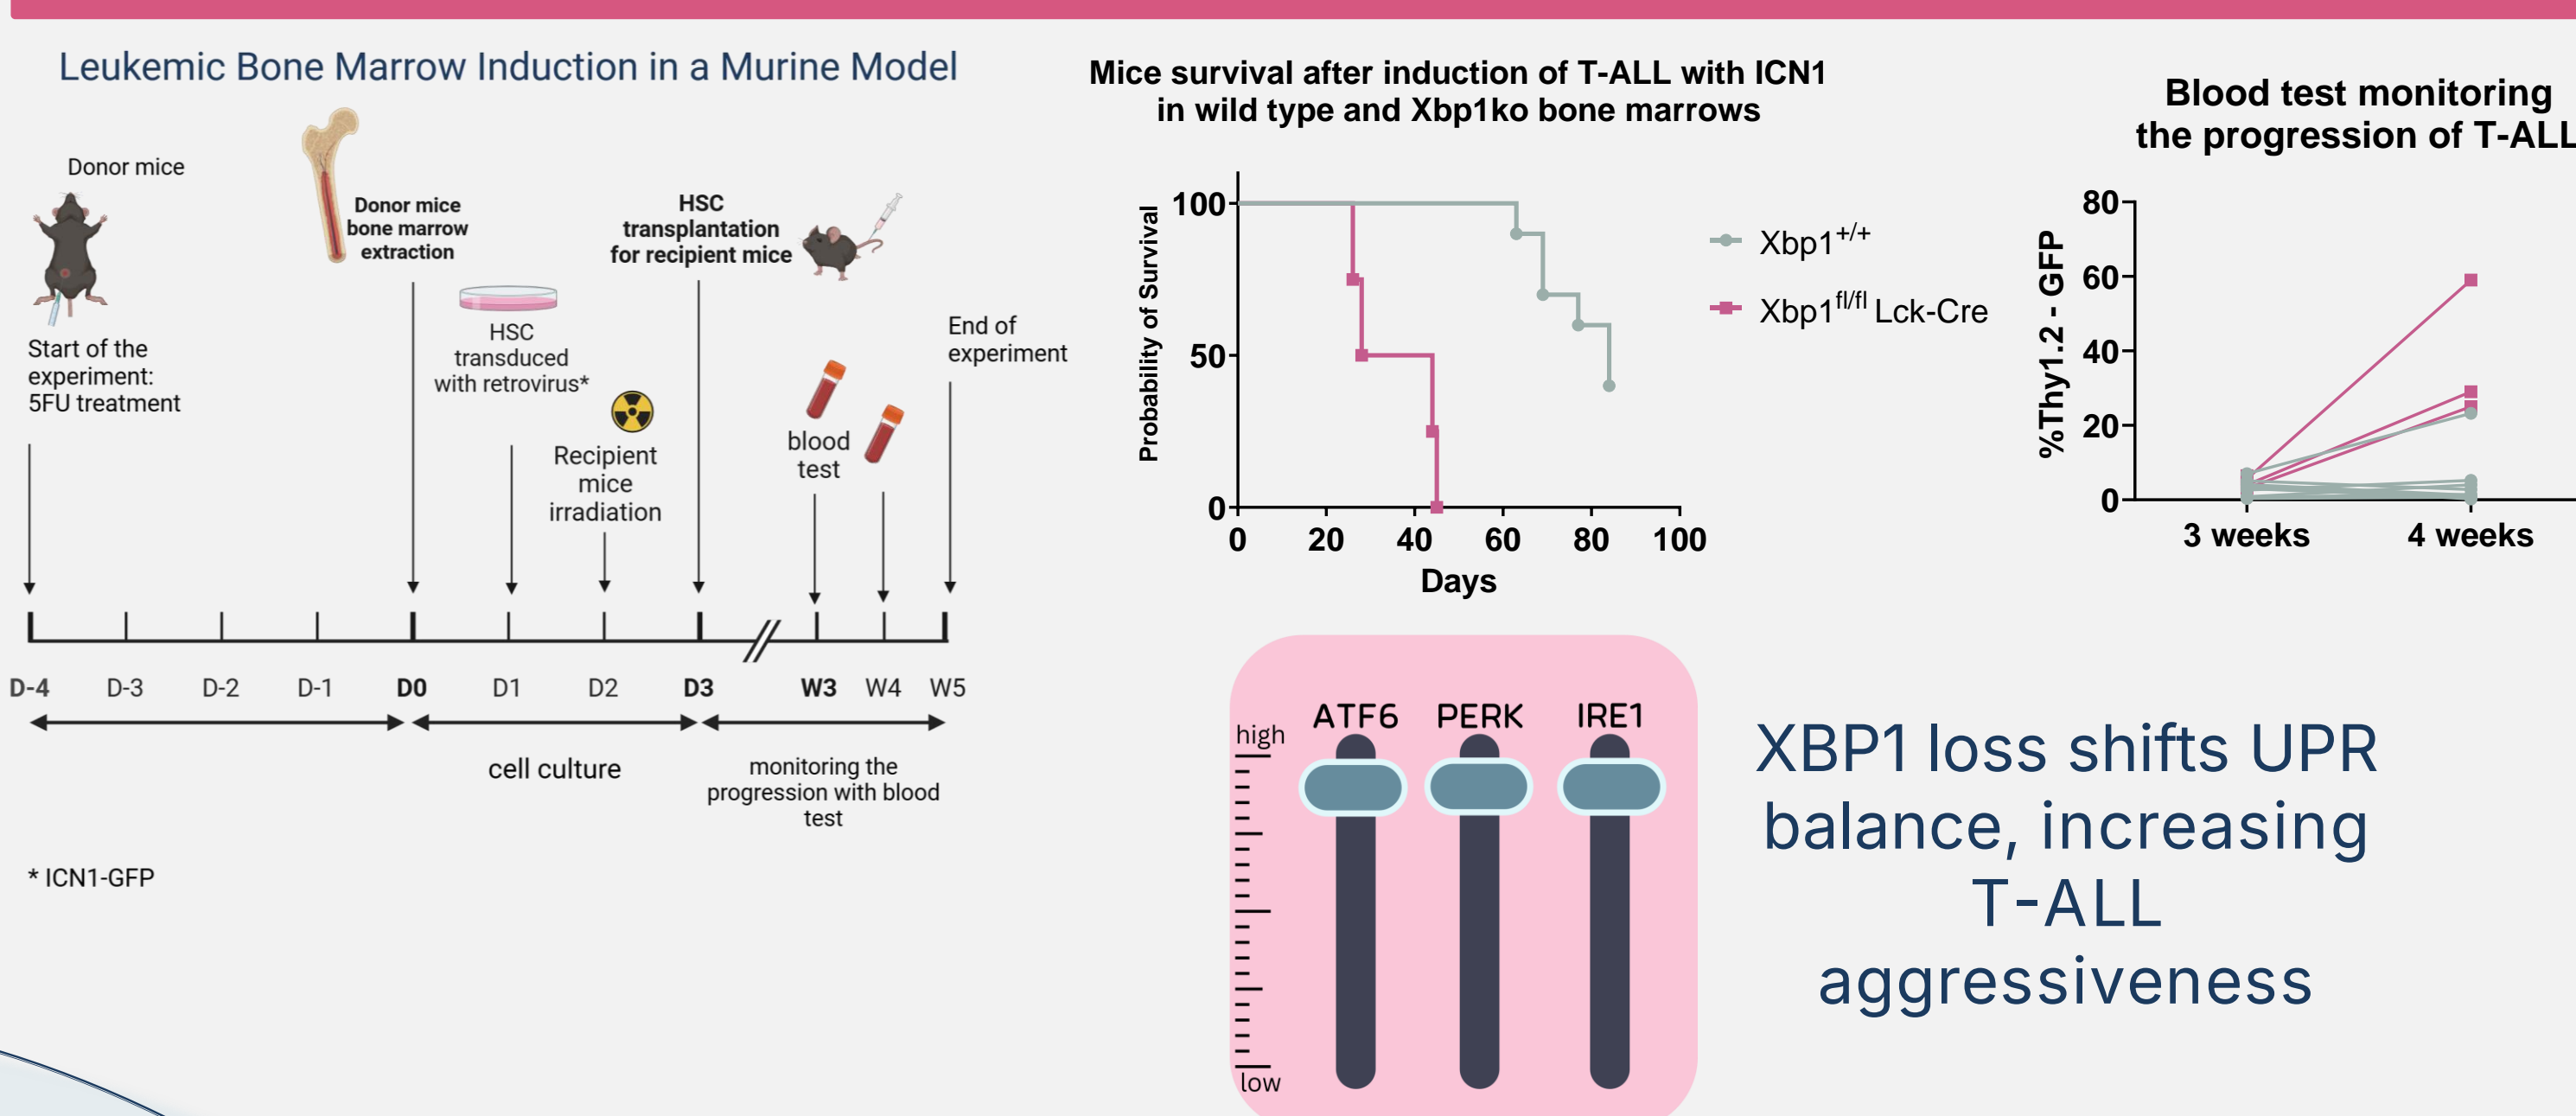 Leukemic Bone Marrow Induction in a Murine Model
Donor mice
Start of the
experiment:
5FU treatment
Donor mice
bone marrow
extraction
HSC
transduced
with retrovirus*
Recipient
mice
irradiation
HSC
transplantation
for recipient mice
blood
test
End of
experiment
D-4 D-3 D-2 D-1 D0 D1 D2 D3 W3 W4 W5
cell culture
monitoring the
progression with blood
test
* ICN1-GFP
Mice survival after induction of T-ALL with ICN1
in wild type and Xbp1ko bone marrows
Probability of Survival
100
50
0
0 20 40 60 80 100
Days
Xbp1+/+
Xbp1fl/fl Lck-Cre
Blood test monitoring
the progression of T-ALL
%Thy1.2 - GFP
80
60
40
20
0
3 weeks 4 weeks
ATF6 PERK IRE1
high
low
XBP1 loss shifts UPR
balance, increasing
T-ALL
aggressiveness